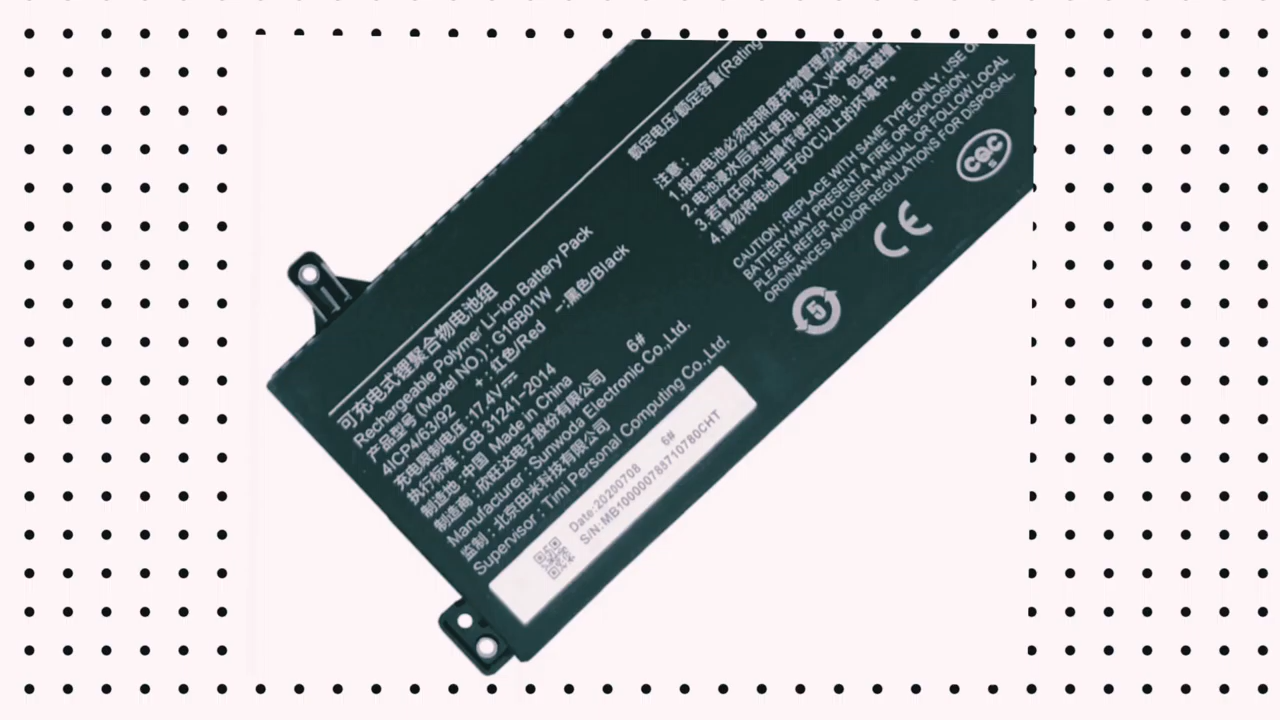 可充电式锂聚合物电池组
Rechargeable Polymer Li-ion Battery Pack
产品型号(Model NO.): G16B01W
4ICP4/63/92 +:红色/Red -:黑色/Black
充电限制电压:17.4V
执行标准: GB 31241-2014
制造地:中国 Made in China 6#
制造商:欣旺达电子股份有限公司
Manufacturer: Sunwoda Electronic Co.,Ltd.
监制:北京田米科技有限公司
Supervisor: Timi Personal Computing Co.,Ltd.
Date:20200708 6#
S/N:MB100000785710780CHT
额定电压/额定容量(Rating
注意:
1.报废电池必须按照废弃物管理办法
2.电池浸水后禁止使用,投入火中或
3.若有任何不当操作使用电池,包含碰撞,
4.请勿将电池置于60℃以上的环境中。
CAUTION:REPLACE WITH SAME TYPE ONLY. USE
BATTERY MAY PRESENT A FIRE OR EXPLOSION.
PLEASE REFER TO USER MANUAL OR FOLLOW LOCAL
ORDINANCES AND/OR REGULATIONS FOR DISPOSAL.
5
CE
CQC